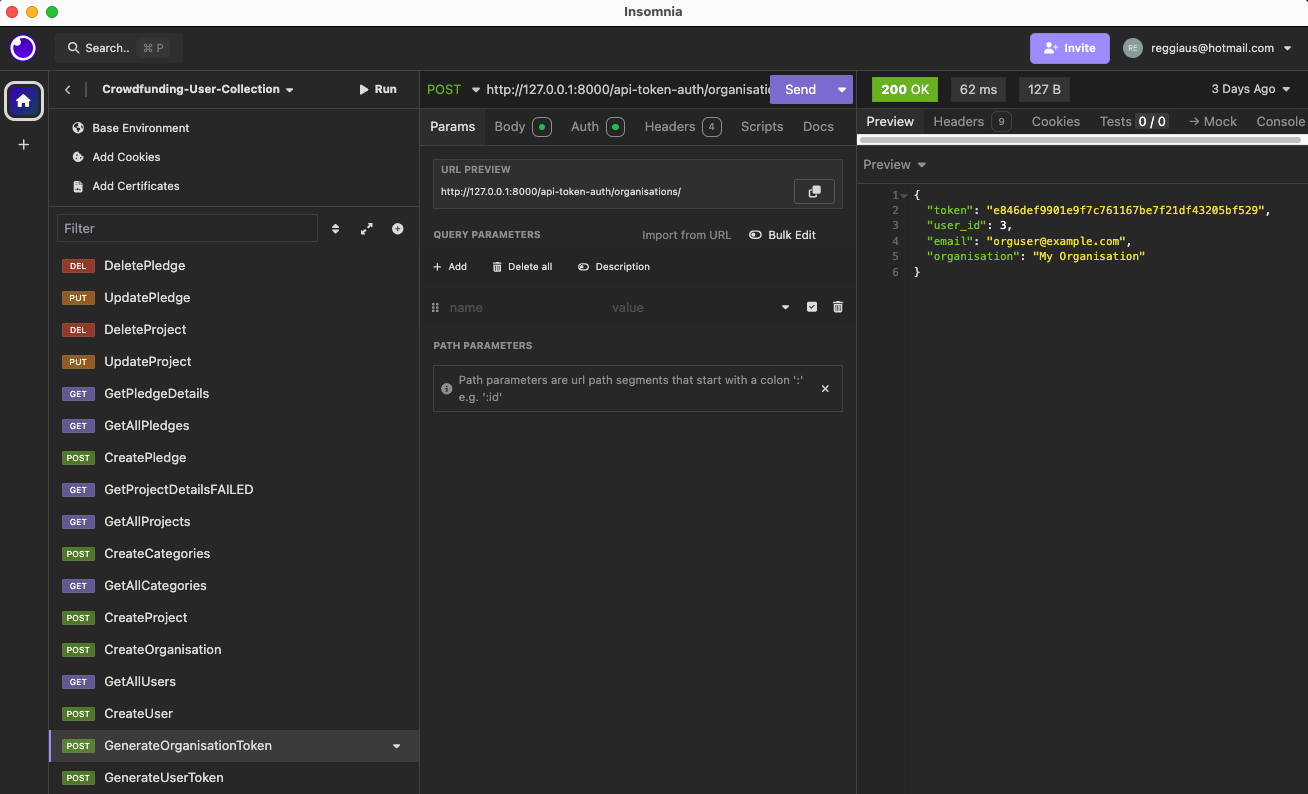 Insomnia
Search.. ⌘ P
Invite
RE
reggiaus@hotmail.com
Crowdfunding-User-Collection
Run
Base Environment
Add Cookies
Add Certificates
Filter
DEL DeletePledge
PUT UpdatePledge
DEL DeleteProject
PUT UpdateProject
GET GetPledgeDetails
GET GetAllPledges
POST CreatePledge
GET GetProjectDetailsFAILED
GET GetAllProjects
POST CreateCategories
GET GetAllCategories
POST CreateProject
POST CreateOrganisation
GET GetAllUsers
POST CreateUser
POST GenerateOrganisationToken
POST GenerateUserToken
POST http://127.0.0.1:8000/api-token-auth/organisatio
Send
Params Body Auth Headers 4 Scripts Docs
URL PREVIEW
http://127.0.0.1:8000/api-token-auth/organisations/
QUERY PARAMETERS Import from URL Bulk Edit
Add Delete all Description
name value
PATH PARAMETERS
Path parameters are url path segments that start with a colon ':'
e.g. ':id'
200 OK 62 ms 127 B 3 Days Ago
Preview Headers 9 Cookies Tests 0 / 0 → Mock Console
Preview
1 {
2 "token": "e846def9901e9f7c761167be7f21df43205bf529",
3 "user_id": 3,
4 "email": "orguser@example.com",
5 "organisation": "My Organisation"
6 }